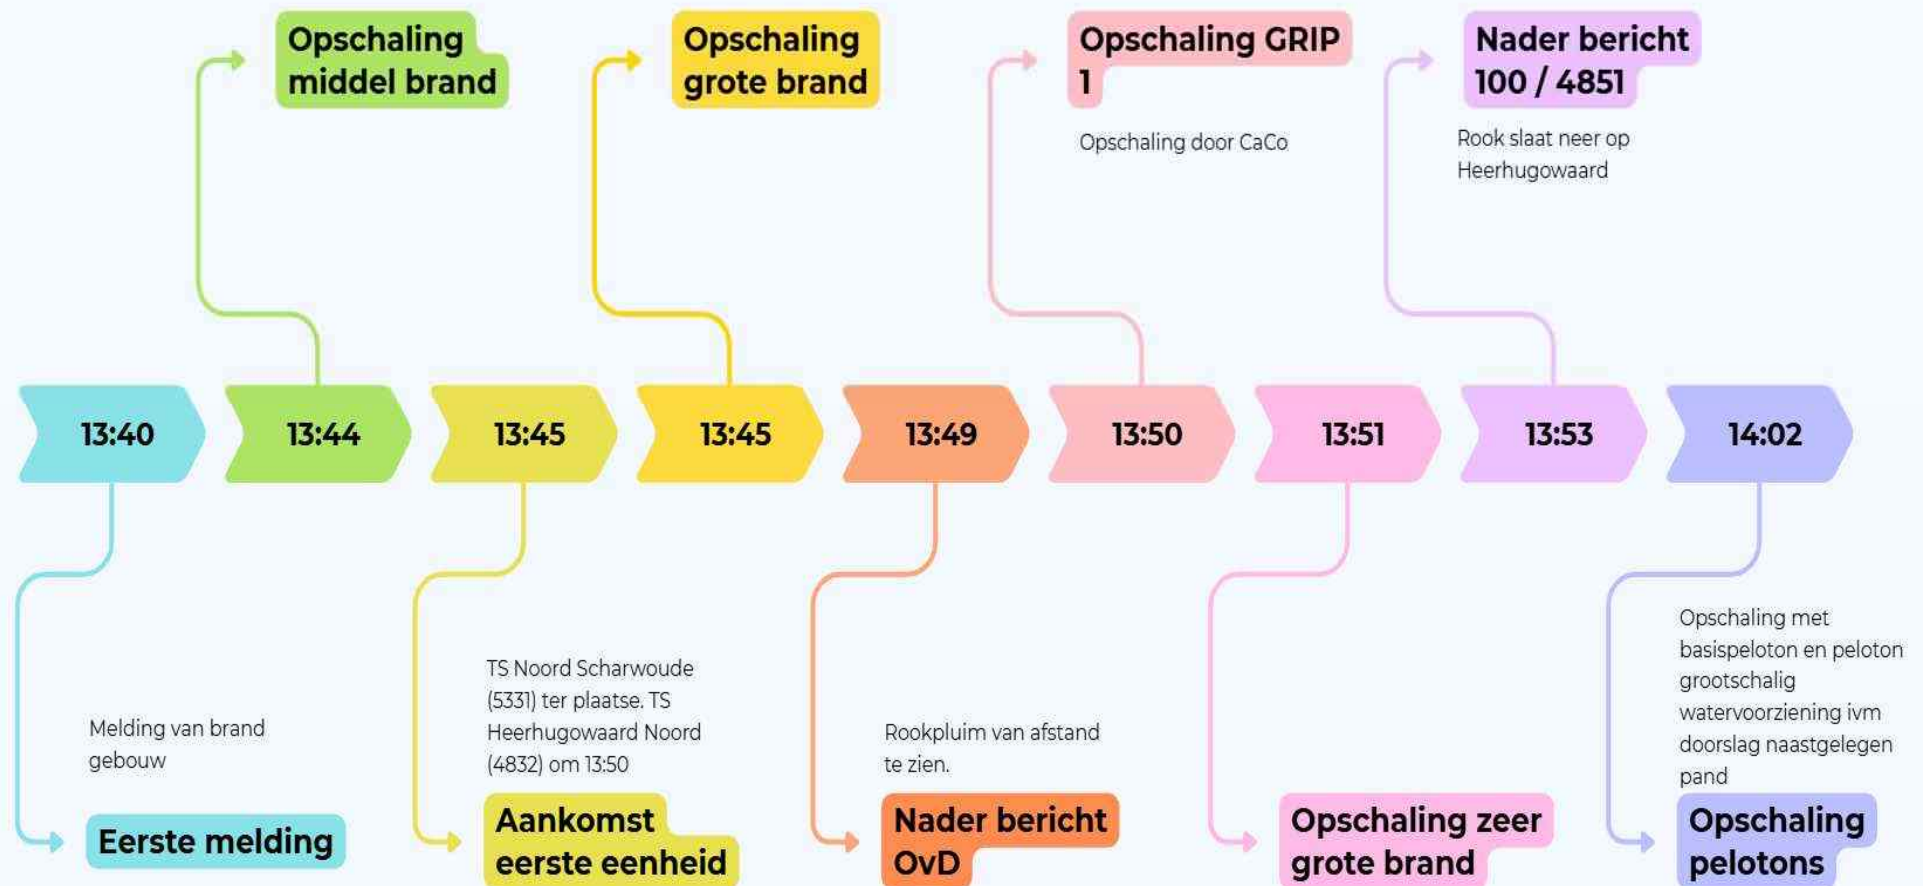 Opschaling
middel brand
Opschaling
grote brand
Opschaling GRIP
1
Opschaling door CaCo
Nader bericht
100 / 4851
Rook slaat neer op
Heerhugowaard
13:40
13:44
13:45
13:45
13:49
13:50
13:51
13:53
14:02
Melding van brand
gebouw
Eerste melding
TS Noord Scharwoude
(5331) ter plaatse. TS
Heerhugowaard Noord
(4832) om 13:50
Aankomst
eerste eenheid
Rookpluim van afstand
te zien.
Nader bericht
OvD
Opschaling zeer
grote brand
Opschaling met
basispeloton en peloton
grootschalig
watervoorziening ivm
doorslag naastgelegen
pand
Opschaling
pelotons